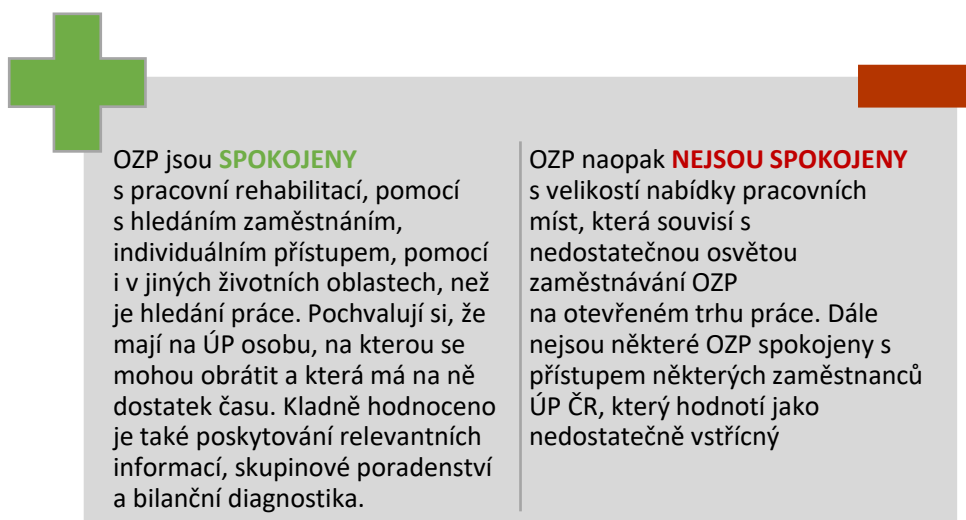 OZP jsou SPOKOJENY
s pracovní rehabilitací, pomocí
s hledáním zaměstnáním,
individuálním přístupem, pomocí
i v jiných životních oblastech, než
je hledání práce. Pochvalují si, že
mají na ÚP osobu, na kterou se
mohou obrátit a která má na ně
dostatek času. Kladně hodnoceno
je také poskytování relevantních
informací, skupinové poradenství
a bilanční diagnostika.
OZP naopak NEJSOU SPOKOJENY
s velikostí nabídky pracovních
míst, která souvisí s
nedostatečnou osvětou
zaměstnávání OZP
na otevřeném trhu práce. Dále
nejsou některé OZP spokojeny s
přístupem některých zaměstnanců
ÚP ČR, který hodnotí jako
nedostatečně vstřícný